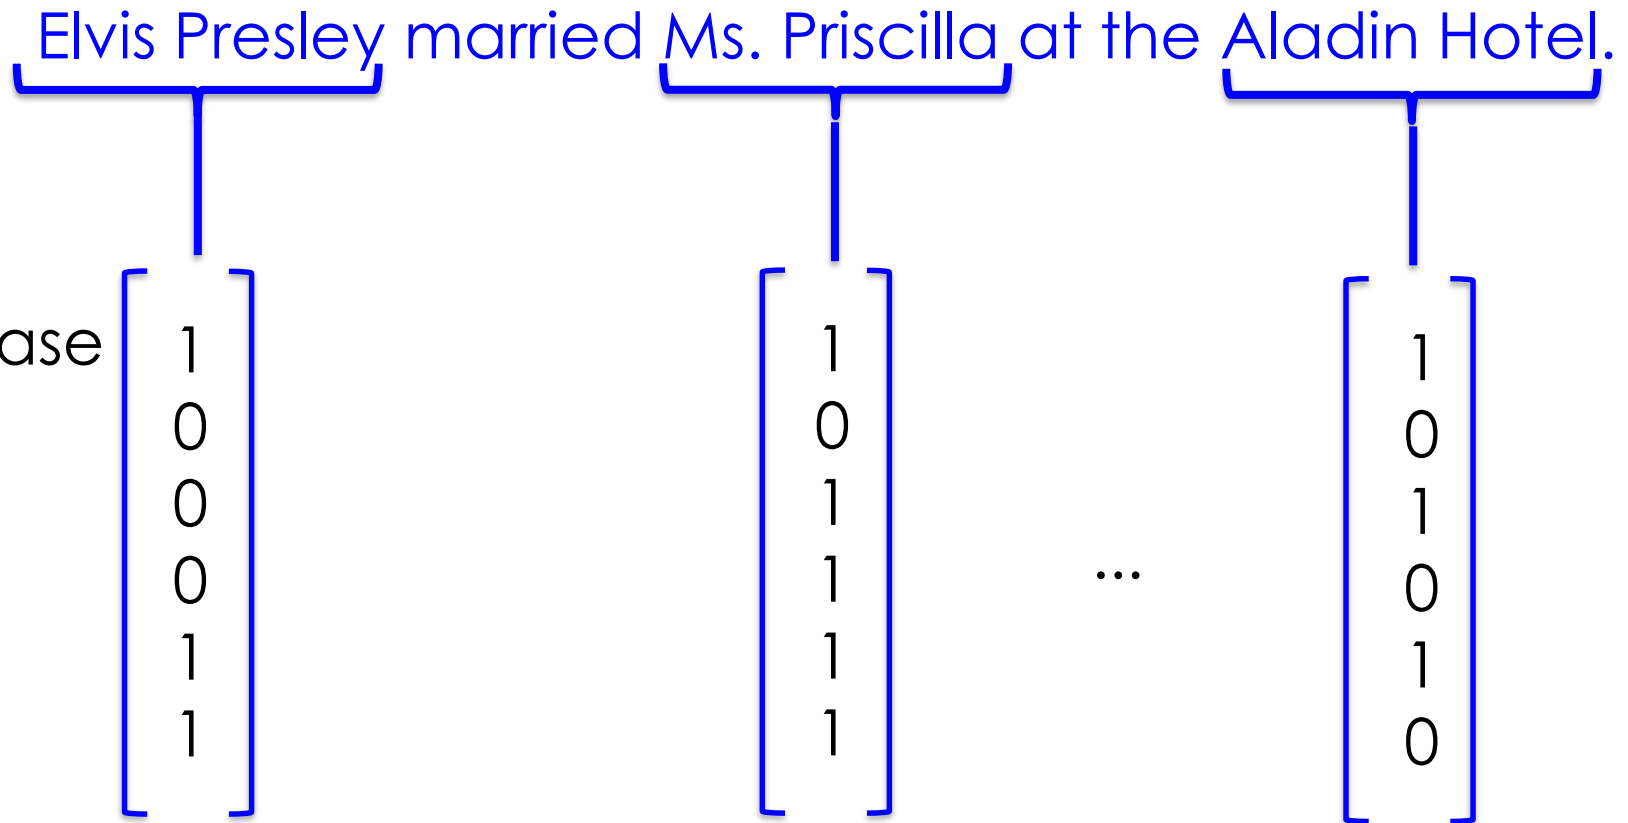 Elvis Presley married Ms. Priscilla at the Aladin Hotel.
ase 1 1 1
0 0 0
0 1 1
0 1 ... 0
1 1 1
1 1 0